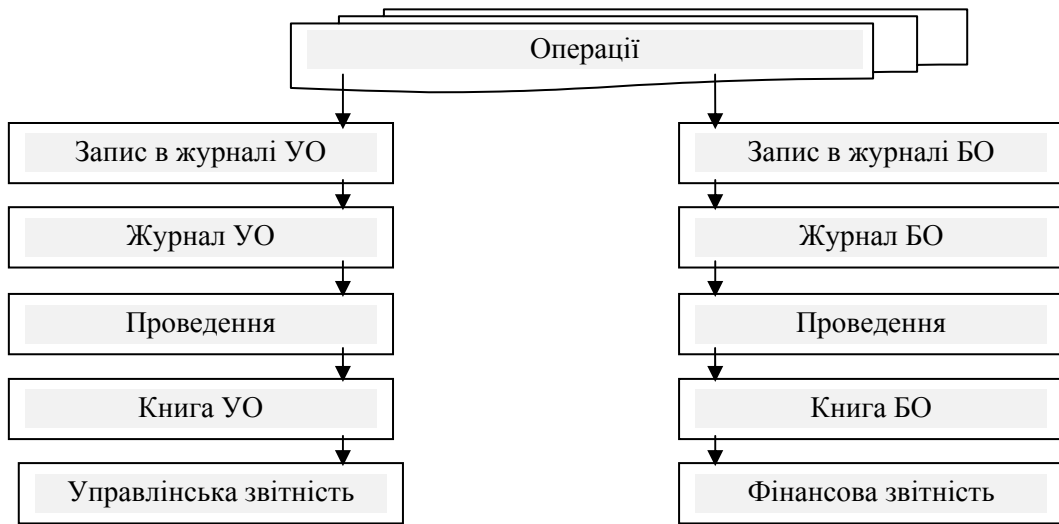 Операції
Запис в журналі УО
Запис в журналі БО
Журнал УО
Журнал БО
Проведення
Проведення
Книга УО
Книга БО
Управлінська звітність
Фінансова звітність